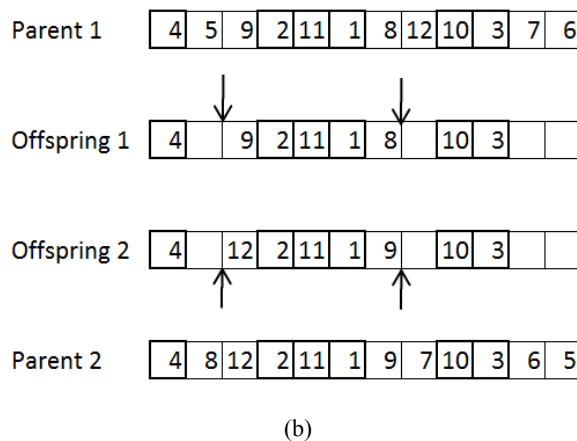 Parent 1 4 5 9 2 11 1 8 12 10 3 7 6
Offspring 1 4 9 2 11 1 8 10 3
Offspring 2 4 12 2 11 1 9 10 3
Parent 2 4 8 12 2 11 1 9 7 10 3 6 5
(b)